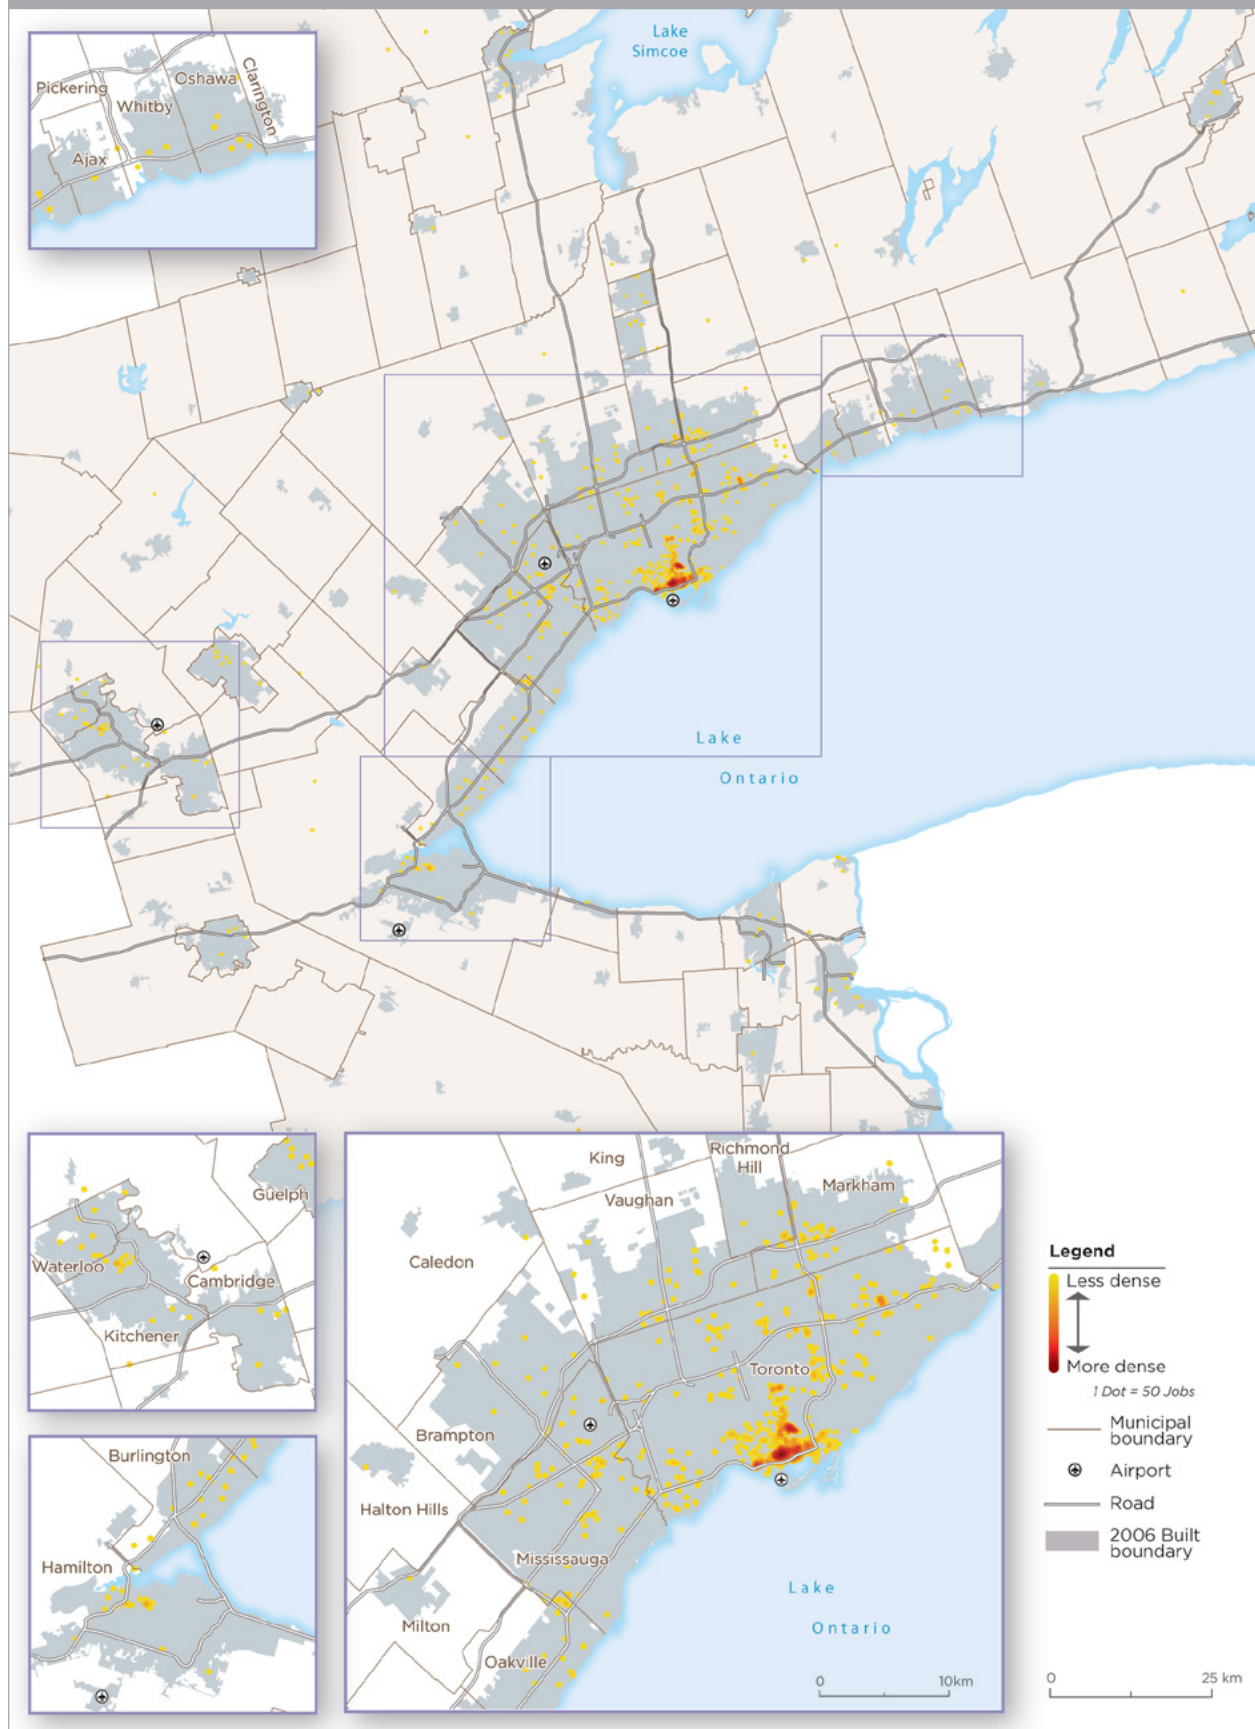 Lake
Simcoe
Pickering
Whitby
Oshawa
Clarington
Ajax
Lake
Ontario
Guelph
Waterloo
Cambridge
Kitchener
Burlington
Hamilton
King
Richmond
Hill
Vaughan
Markham
Caledon
Toronto
Brampton
Halton Hills
Mississauga
Milton
Oakville
Lake
Ontario
0 10km
Legend
Less dense
More dense
1 Dot = 50 Jobs
Municipal
boundary
Airport
Road
2006 Built
boundary
0 25 km